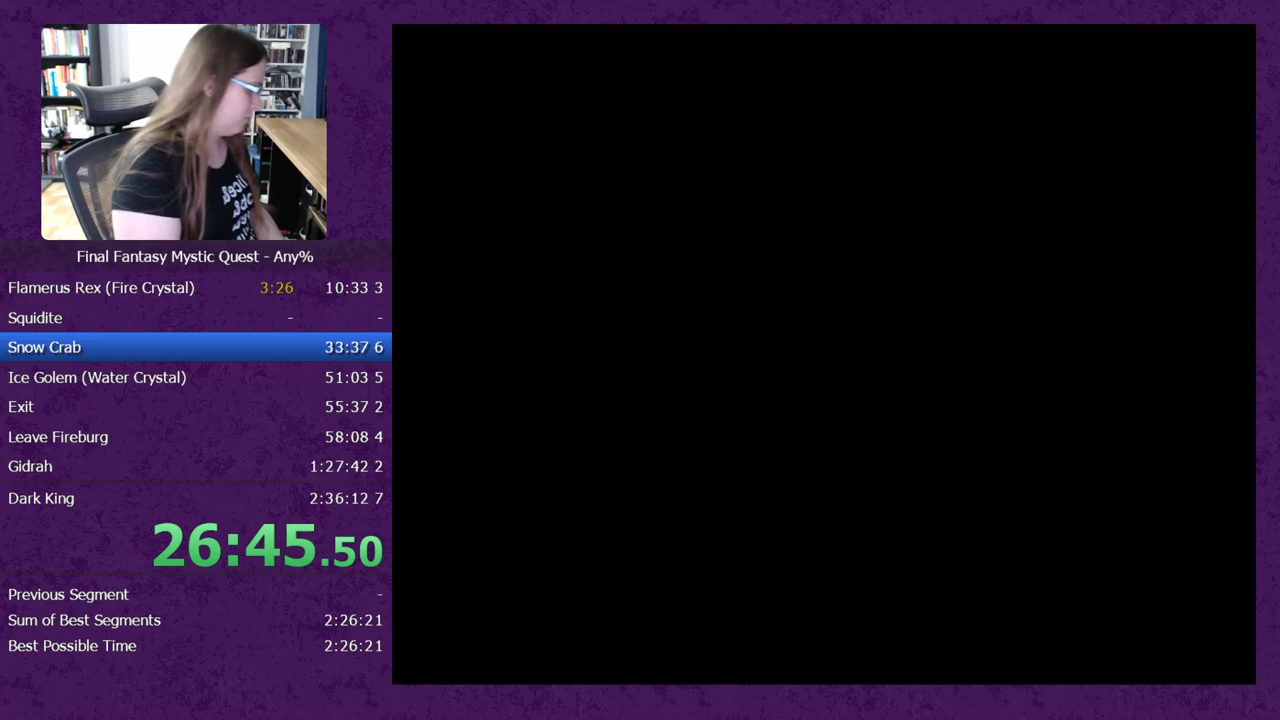 Final Fantasy Mystic Quest - Any%
Flamerus Rex (Fire Crystal) 3:26 10:33 3
Squidite - -
Snow Crab 33:37 6
Ice Golem (Water Crystal) 51:03 5
Exit 55:37 2
Leave Fireburg 58:08 4
Gidrah 1:27:42 2
Dark King 2:36:12 7
26:45.50
Previous Segment -
Sum of Best Segments 2:26:21
Best Possible Time 2:26:21